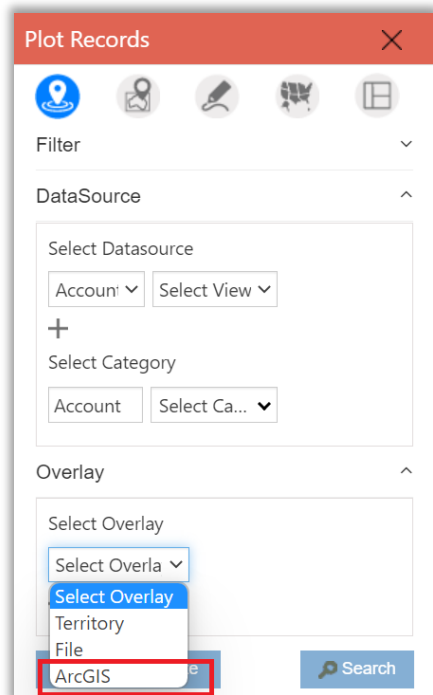 Plot Records
Filter
DataSource
Select Datasource
Account Select View
Select Category
Account Select Ca...
Overlay
Select Overlay
Select Overla
Select Overlay
Territory
File
ArcGIS
Search